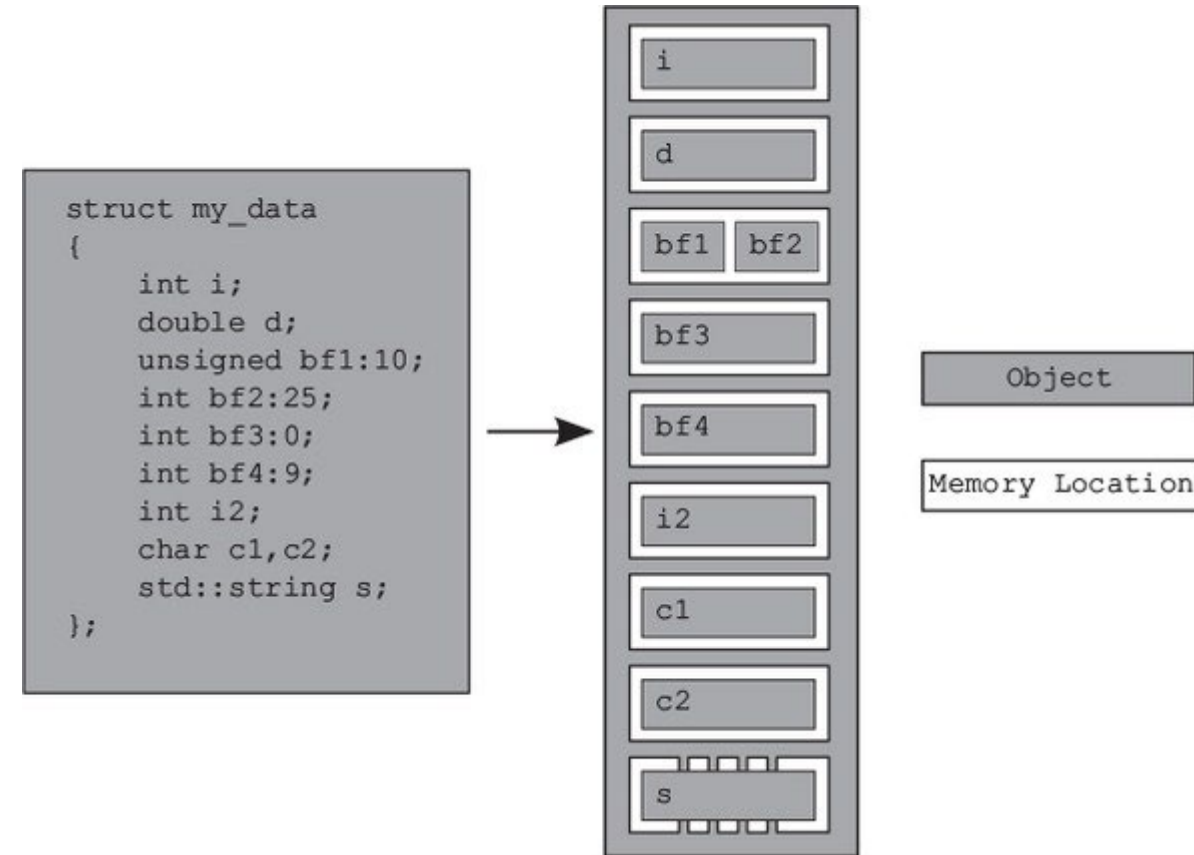 struct my_data
{
int i;
double d;
unsigned bf1:10;
int bf2:25;
int bf3:0;
int bf4:9;
int i2;
char c1,c2;
std::string s;
};
i
d
bf1 bf2
bf3
bf4
i2
c1
c2
s
Object
Memory Location